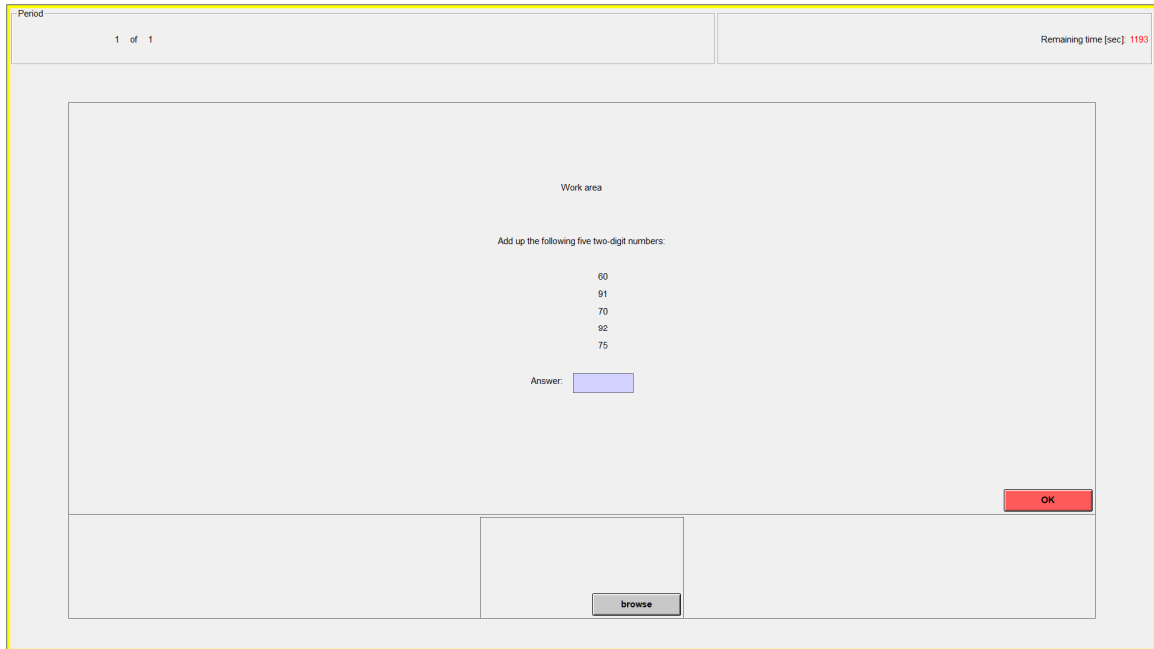 Period
1 of 1
Remaining time [sec]: 1193
Work area
Add up the following five two-digit numbers:
60
91
70
92
75
Answer:
OK
browse